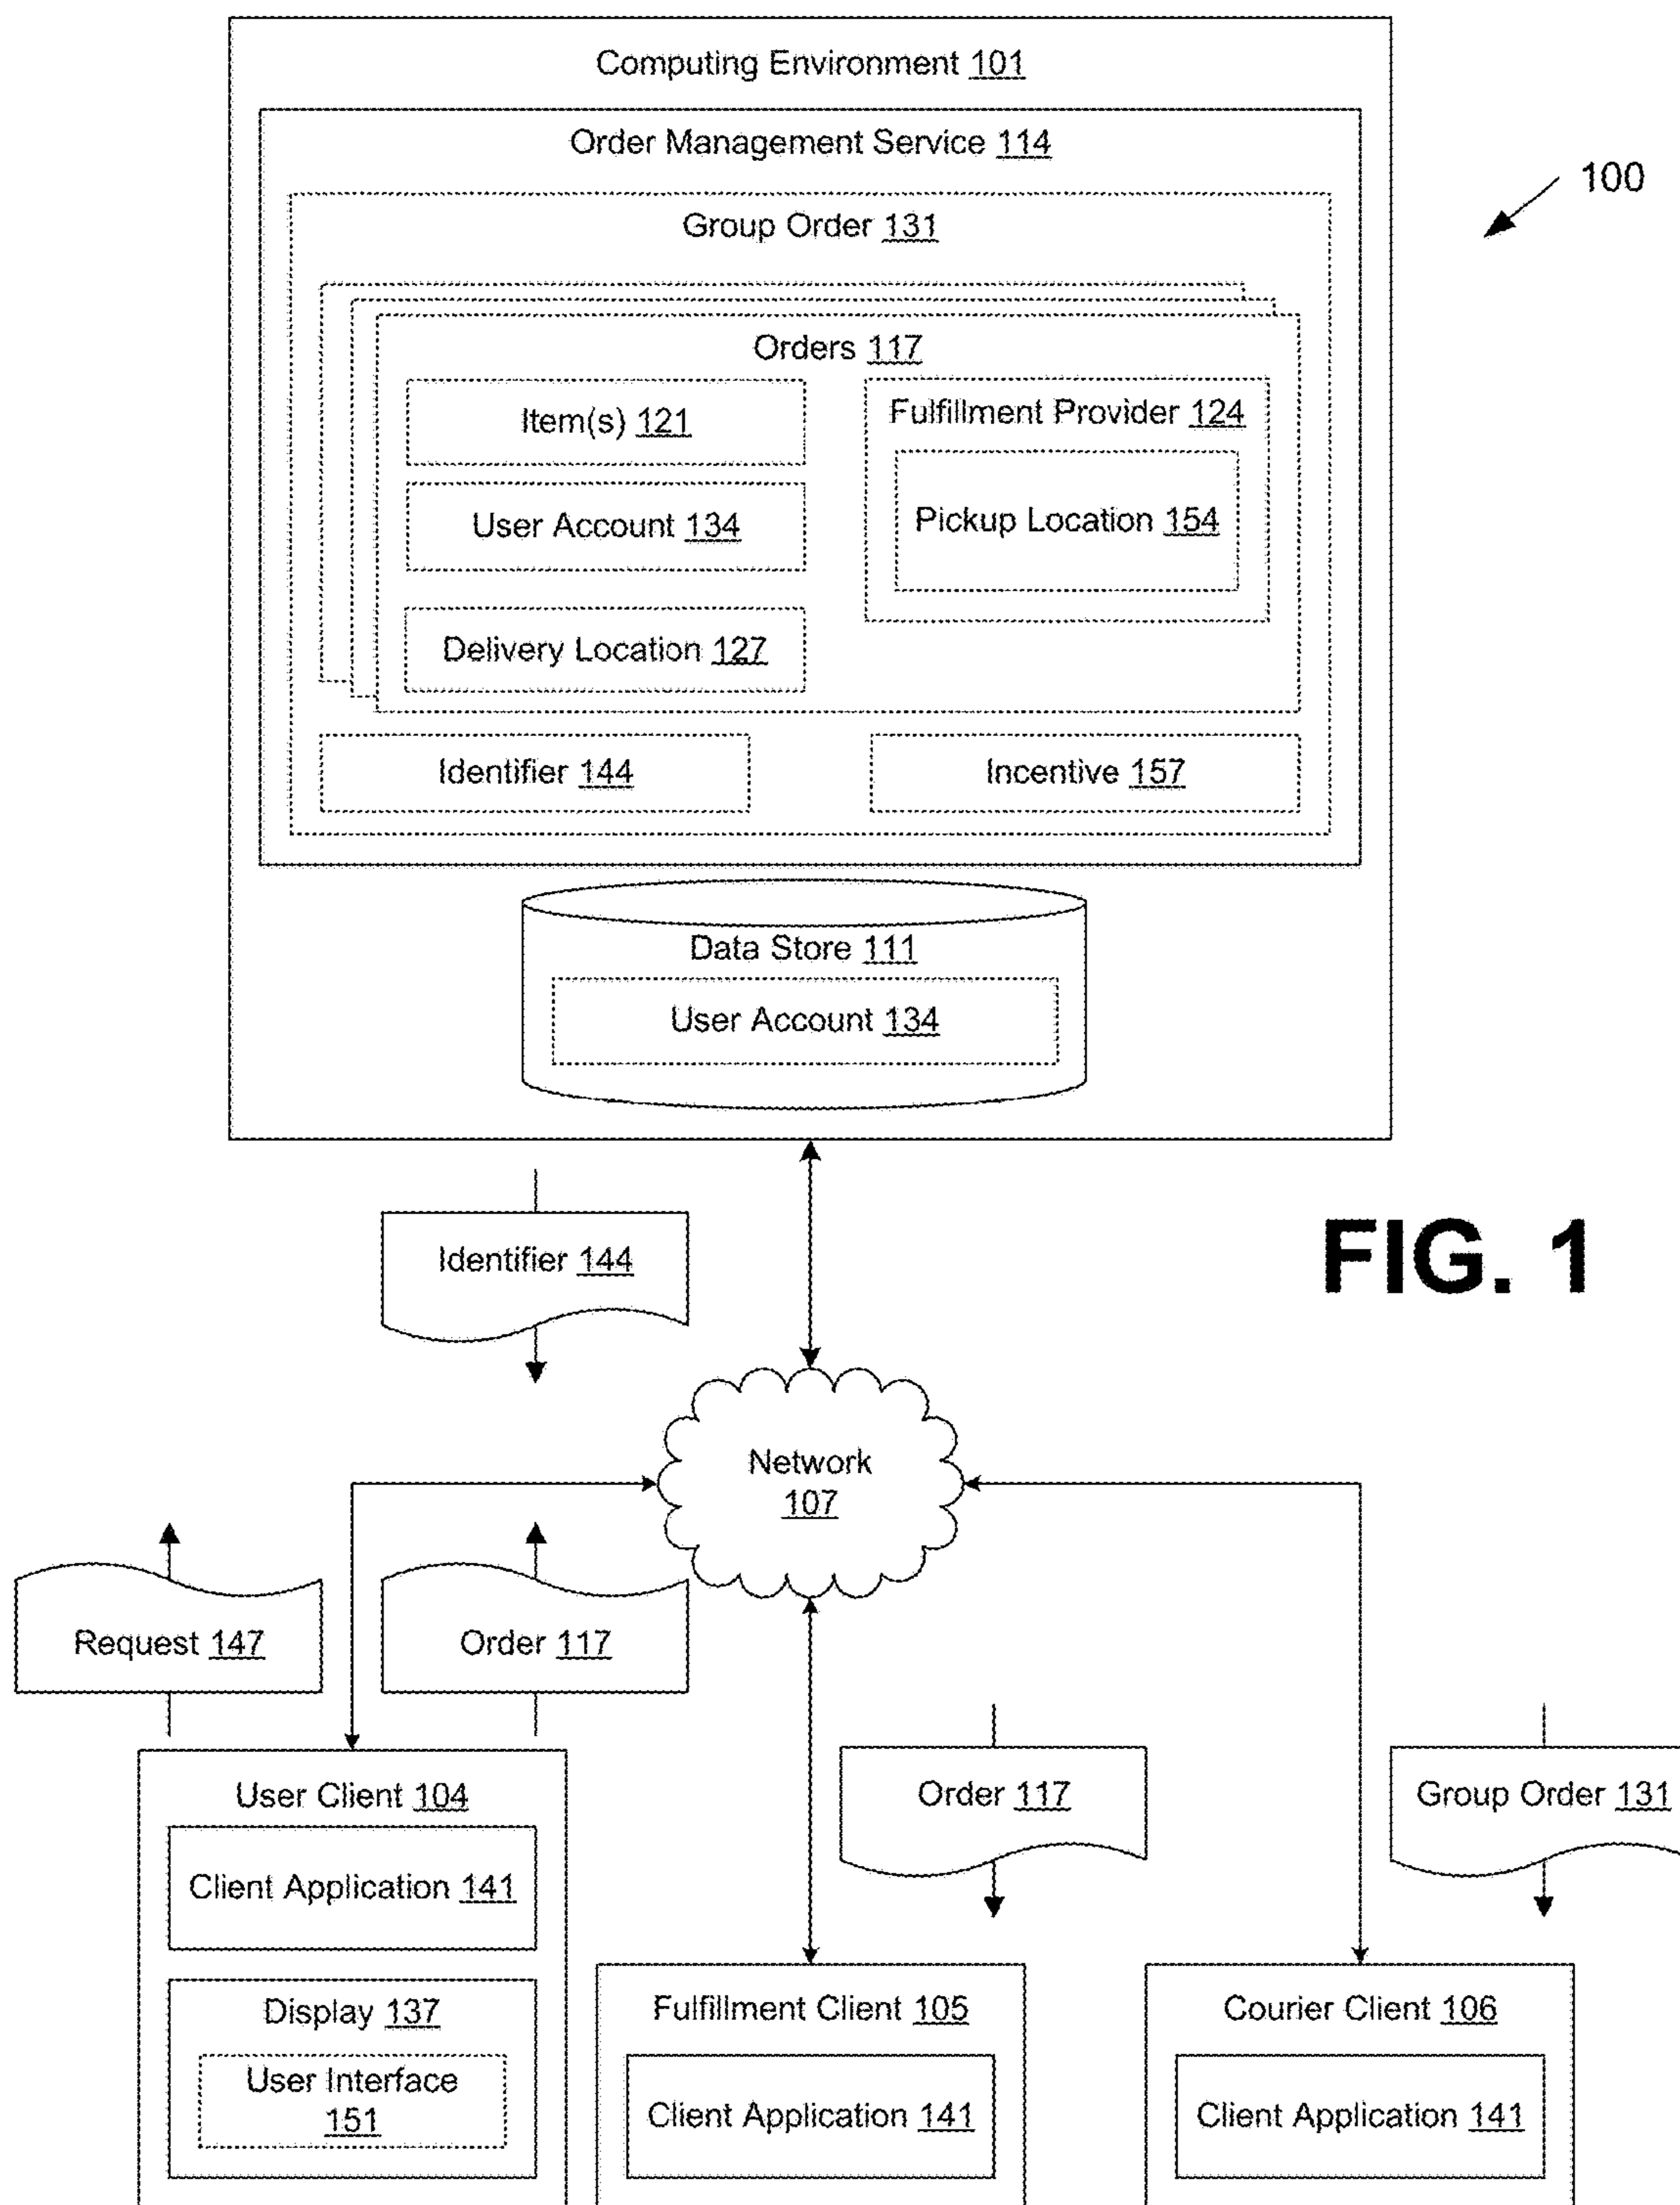 Computing Environment 101
Order Management Service 114
100
Group Order 131
Orders 117
Item(s) 121
Fulfillment Provider 124
User Account 134
Pickup Location 154
Delivery Location 127
Identifier 144
Incentive 157
Data Store 111
User Account 134
Identifier 144
FIG. 1
Network
107
Request 147
Order 117
User Client 104
Client Application 141
Display 137
User Interface
151
Order 117
Fulfillment Client 105
Client Application 141
Group Order 131
Courier Client 106
Client Application 141